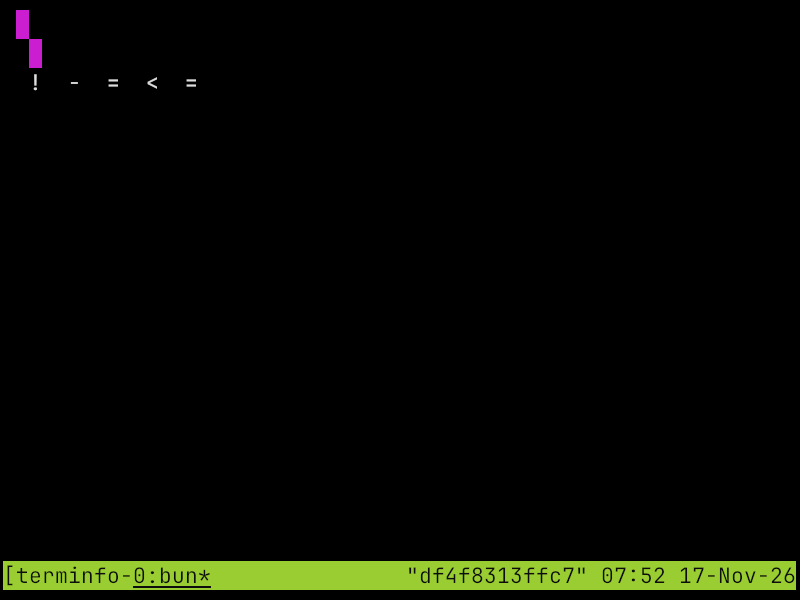 ! - = < =
[terminfo-0:bun* "df4f8313ffc7" 07:52 17-Nov-26